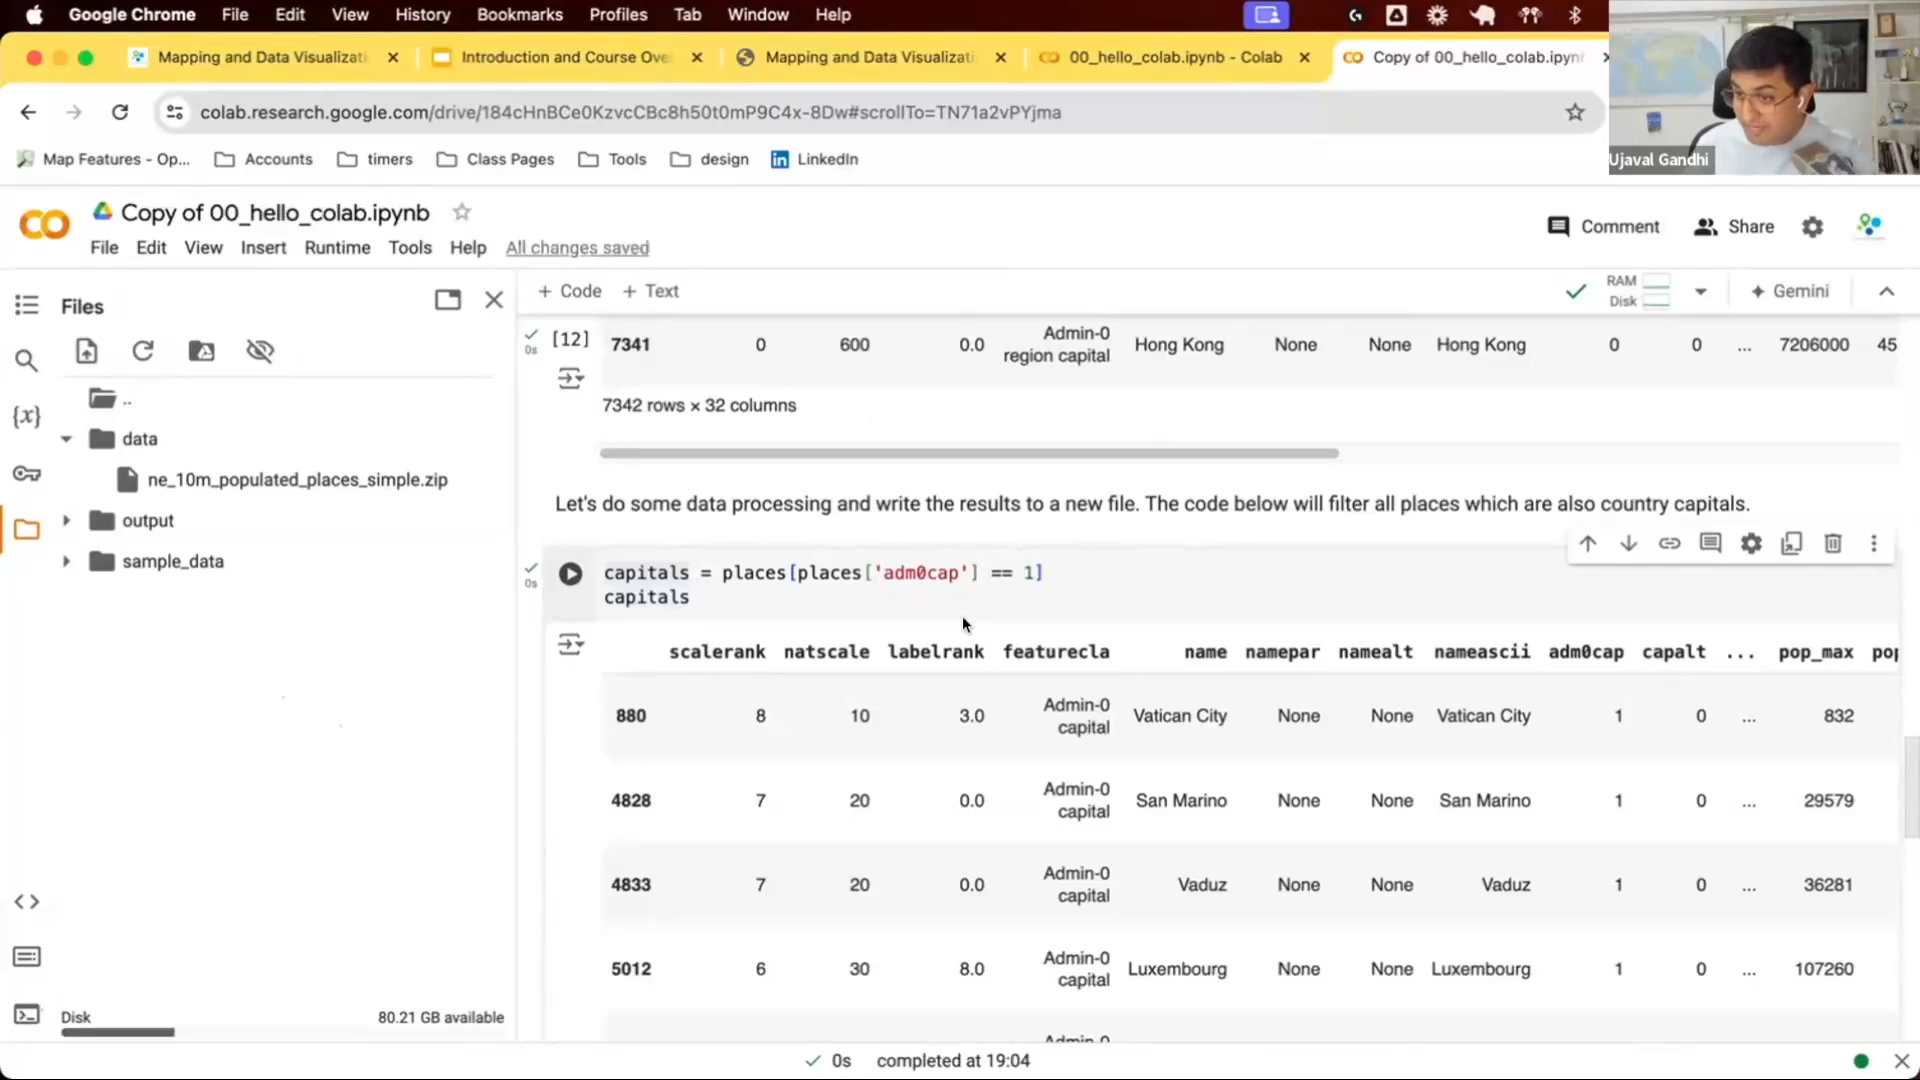 Google Chrome File Edit View History Bookmarks Profiles Tab Window Help
Mapping and Data Visualizati
Introduction and Course Ove
Mapping and Data Visualizati
00_hello_colab.ipynb - Colab
Copy of 00_hello_colab.ipynb
colab.research.google.com/drive/184cHnBCe0KzvcCBc8h50t0mP9C4x-8Dw#scrollTo=TN71a2vPYjma
Map Features - Op... Accounts timers Class Pages Tools design LinkedIn
Ujaval Gandhi
Copy of 00_hello_colab.ipynb
Comment Share
File Edit View Insert Runtime Tools Help All changes saved
Files
+ Code + Text
RAM
Disk
Gemini
..
data
ne_10m_populated_places_simple.zip
output
sample_data
Disk 80.21 GB available
0s [12] 7341 0 600 0.0 Admin-0 region capital Hong Kong None None Hong Kong 0 0 ... 7206000 45
7342 rows × 32 columns
Let's do some data processing and write the results to a new file. The code below will filter all places which are also country capitals.
0s
capitals = places[places['adm0cap'] == 1]
capitals
scalerank natscale labelrank featurecla name namepar namealt nameascii adm0cap capalt ... pop_max pop
880 8 10 3.0 Admin-0 capital Vatican City None None Vatican City 1 0 ... 832
4828 7 20 0.0 Admin-0 capital San Marino None None San Marino 1 0 ... 29579
4833 7 20 0.0 Admin-0 capital Vaduz None None Vaduz 1 0 ... 36281
5012 6 30 8.0 Admin-0 capital Luxembourg None None Luxembourg 1 0 ... 107260
Admin-0
0s completed at 19:04